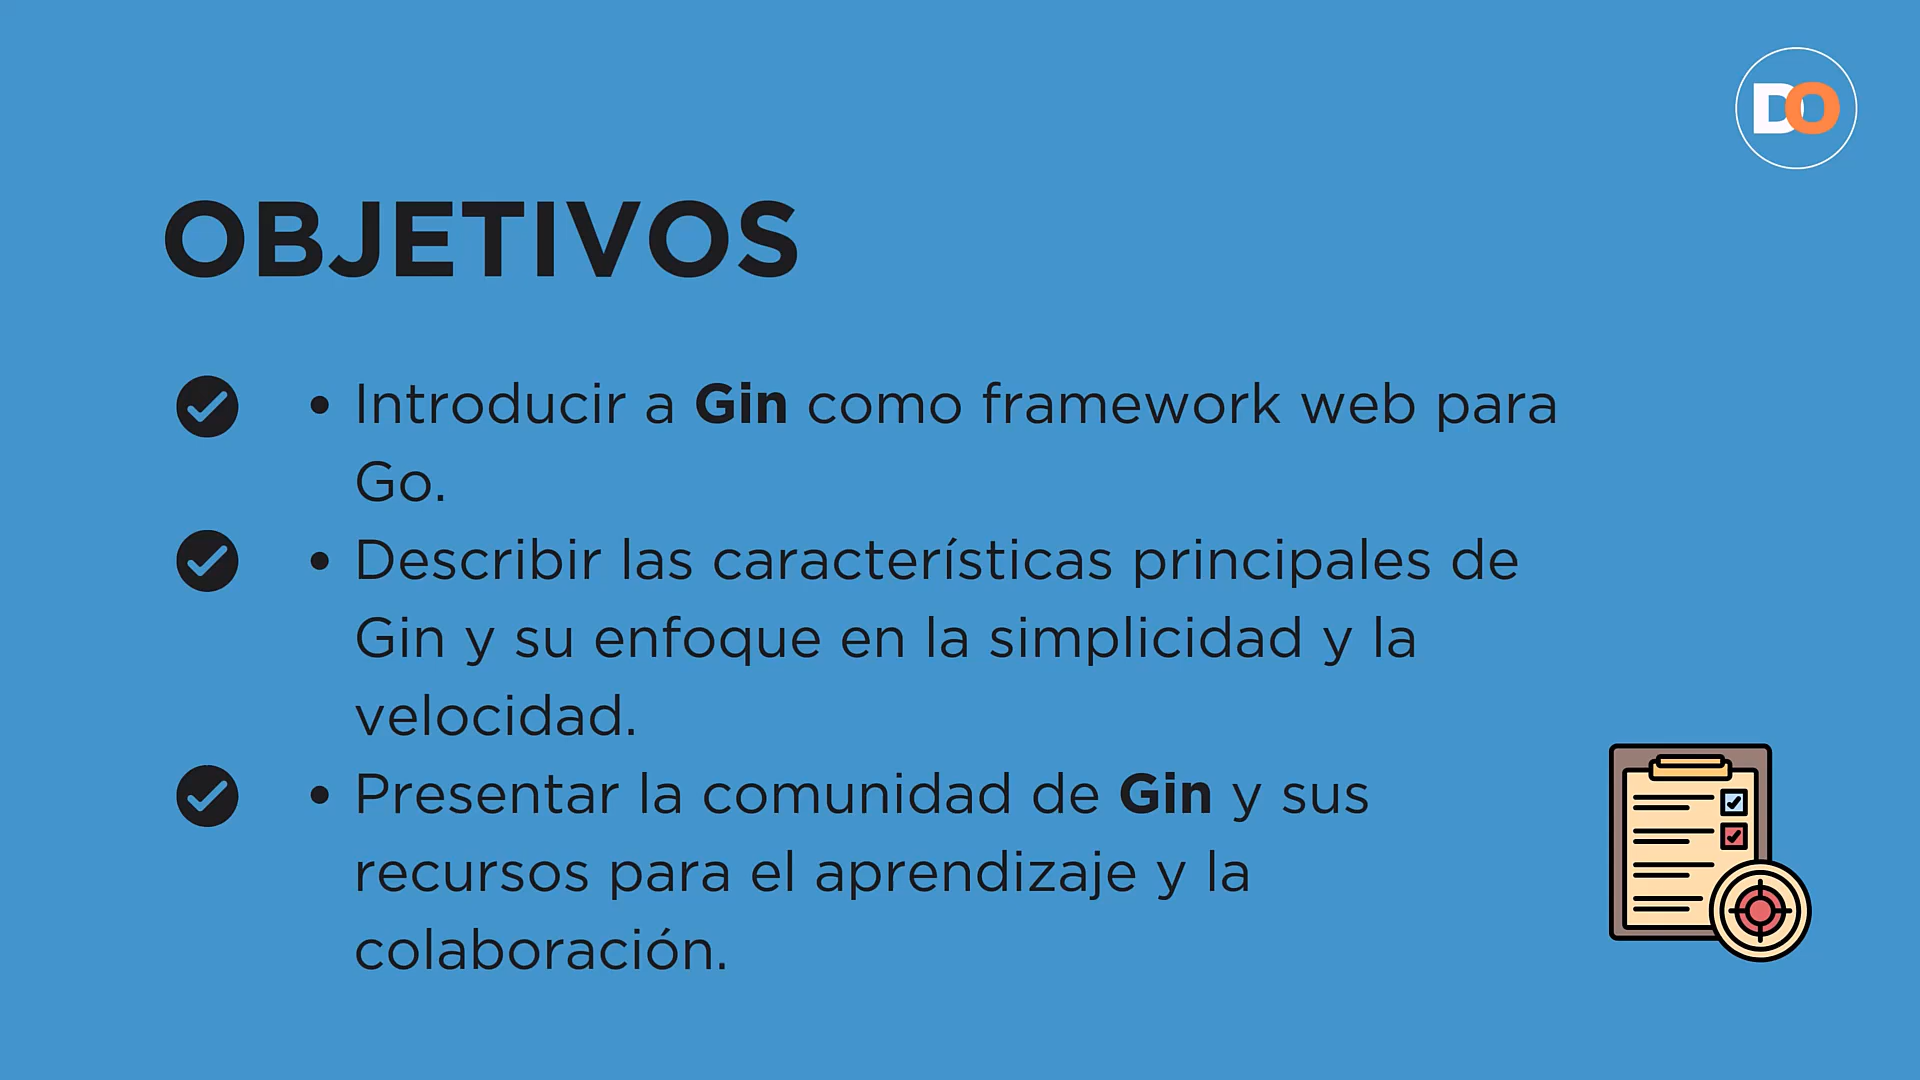 DO
OBJETIVOS
• Introducir a Gin como framework web para
Go.
• Describir las características principales de
Gin y su enfoque en la simplicidad y la
velocidad.
• Presentar la comunidad de Gin y sus
recursos para el aprendizaje y la
colaboración.